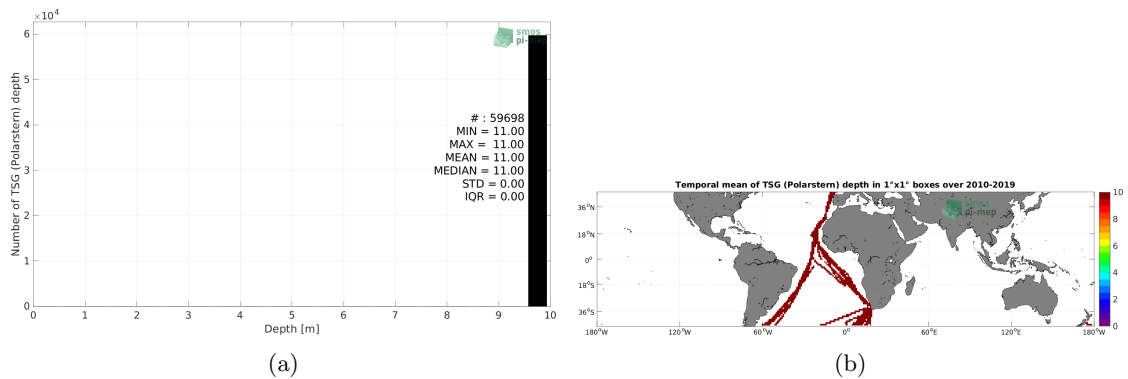 ×10⁴
6
5
4
3
2
1
0
Number of TSG (Polarstern) depth
smos
pi-mep
# : 59698
MIN = 11.00
MAX = 11.00
MEAN = 11.00
MEDIAN = 11.00
STD = 0.00
IQR = 0.00
0 1 2 3 4 5 6 7 8 9 10
Depth [m]
(a)
Temporal mean of TSG (Polarstern) depth in 1°x1° boxes over 2010-2019
smos
pi-mep
36°N
18°N
0°
18°S
36°S
180°W 120°W 60°W 0° 60°E 120°E 180°E
10
8
6
4
2
0
(b)